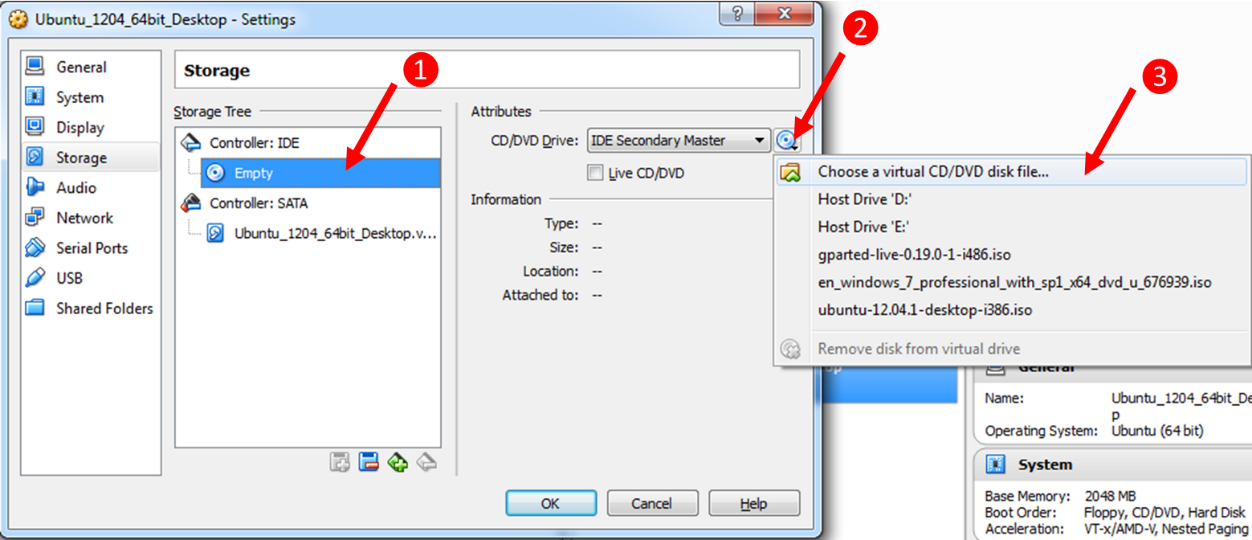 Ubuntu_1204_64bit_Desktop - Settings
?
x
1
2
3
General
System
Display
Storage
Audio
Network
Serial Ports
USB
Shared Folders
Storage
Storage Tree
Controller: IDE
Empty
Controller: SATA
Ubuntu_1204_64bit_Desktop.v...
Attributes
CD/DVD Drive: IDE Secondary Master
Live CD/DVD
Information
Type: --
Size: --
Location: --
Attached to: --
OK
Cancel
Help
Choose a virtual CD/DVD disk file...
Host Drive 'D:'
Host Drive 'E:'
gparted-live-0.19.0-1-i486.iso
en_windows_7_professional_with_sp1_x64_dvd_u_676939.iso
ubuntu-12.04.1-desktop-i386.iso
Remove disk from virtual drive
General
Name: Ubuntu_1204_64bit_De
p
Operating System: Ubuntu (64 bit)
System
Base Memory: 2048 MB
Boot Order: Floppy, CD/DVD, Hard Disk
Acceleration: VT-x/AMD-V, Nested Paging